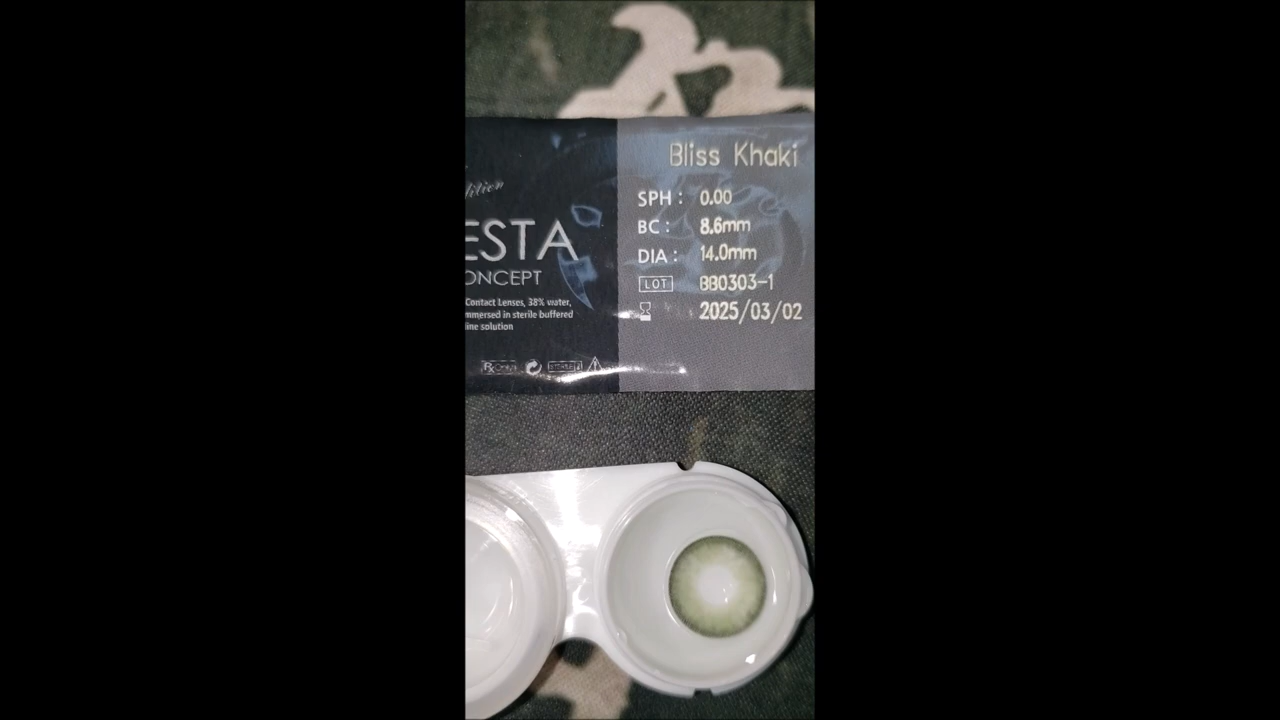 dition
ESTA
ONCEPT
Contact Lenses, 38% water,
mmersed in sterile buffered
line solution
Bliss Khaki
SPH : 0.00
BC : 8.6mm
DIA : 14.0mm
LOT BB0303-1
2025/03/02